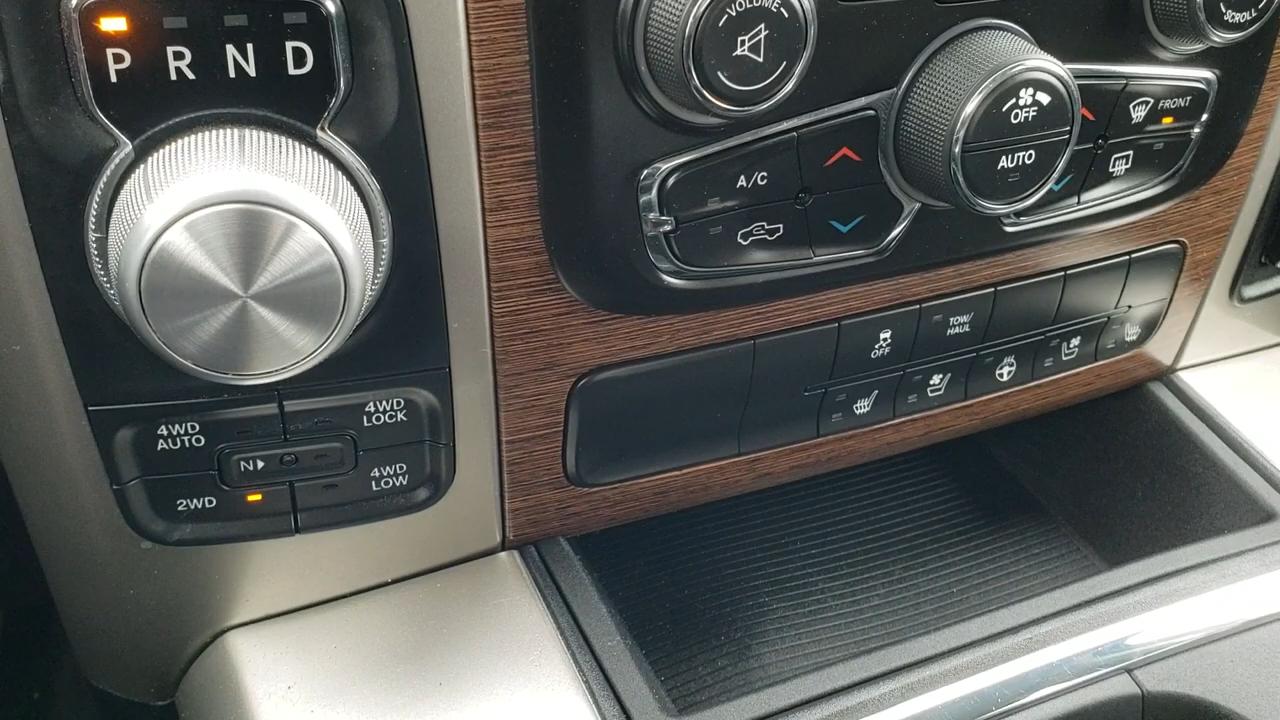 P R N D
VOLUME
SCROLL
OFF
AUTO
FRONT
A/C
OFF
TOW/
HAUL
4WD
AUTO
4WD
LOCK
N
2WD
4WD
LOW